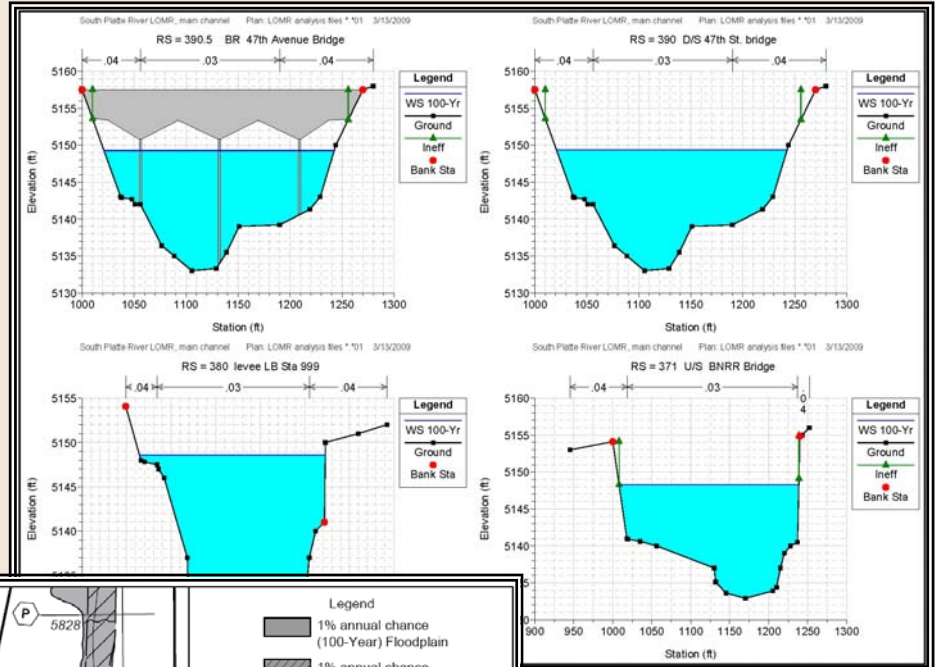 South Platte River LOMR, main channel Plan: LOMR analysis files *.*01 3/13/2009
RS = 390.5 BR 47th Avenue Bridge
.04 .03 .04
5160
5155
5150
5145
5140
5135
5130
Elevation (ft)
1000 1050 1100 1150 1200 1250 1300
Station (ft)
Legend
WS 100-Yr
Ground
Ineff
Bank Sta
South Platte River LOMR, main channel Plan: LOMR analysis files *.*01 3/13/2009
RS = 390 D/S 47th St. bridge
.04 .03 .04
5160
5155
5150
5145
5140
5135
5130
Elevation (ft)
1000 1050 1100 1150 1200 1250 1300
Station (ft)
Legend
WS 100-Yr
Ground
Ineff
Bank Sta
South Platte River LOMR, main channel Plan: LOMR analysis files *.*01 3/13/2009
RS = 380 levee LB Sta 999
.04 .03 .04
5155
5150
5145
5140
Elevation (ft)
Legend
WS 100-Yr
Ground
Bank Sta
South Platte River LOMR, main channel Plan: LOMR analysis files *.*01 3/13/2009
RS = 371 U/S BNRR Bridge
.04 .03 .04
5160
5155
5150
5145
5140
Elevation (ft)
900 950 1000 1050 1100 1150 1200 1250 1300
Station (ft)
Legend
WS 100-Yr
Ground
Ineff
Bank Sta
P
5828
Legend
1% annual chance
(100-Year) Floodplain
1% annual chance